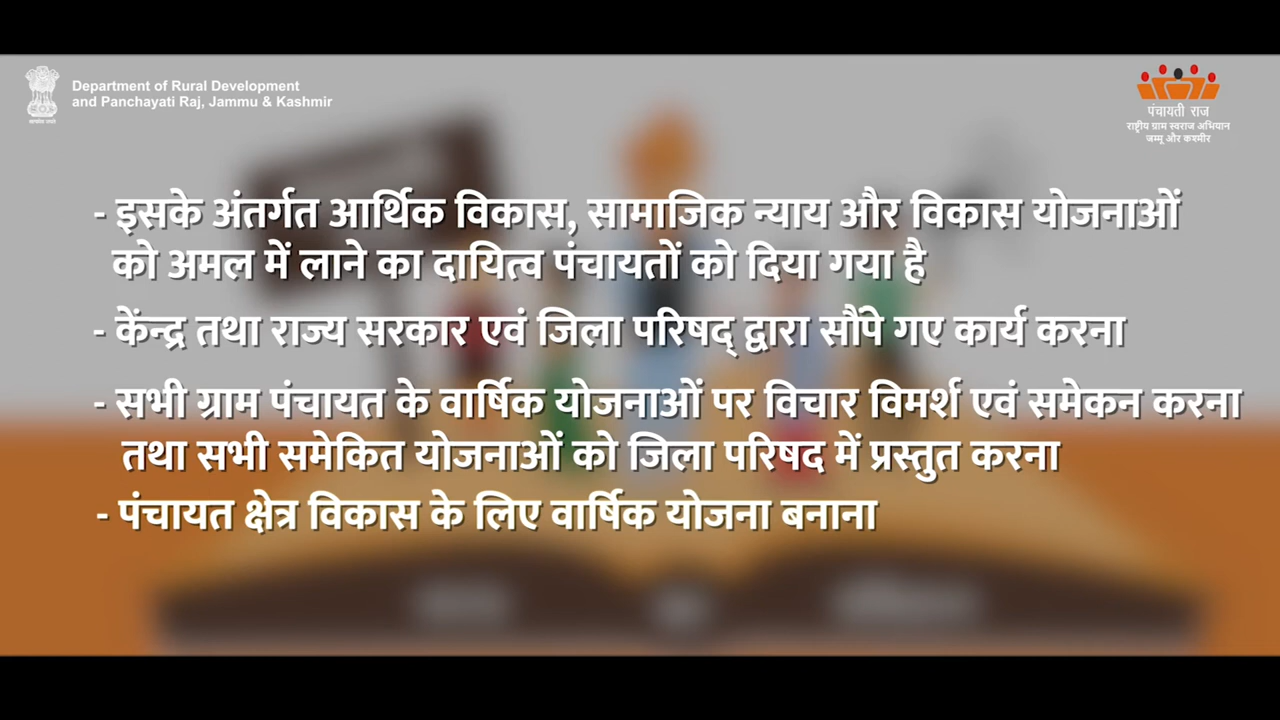 Department of Rural Development
and Panchayati Raj, Jammu & Kashmir
पंचायती राज
राष्ट्रीय ग्राम स्वराज अभियान
जम्मू और कश्मीर
- इसके अंतर्गत आर्थिक विकास, सामाजिक न्याय और विकास योजनाओं
को अमल में लाने का दायित्व पंचायतों को दिया गया है
- केंन्द्र तथा राज्य सरकार एवं जिला परिषद् द्वारा सौंपे गए कार्य करना
- सभी ग्राम पंचायत के वार्षिक योजनाओं पर विचार विमर्श एवं समेकन करना
तथा सभी समेकित योजनाओं को जिला परिषद में प्रस्तुत करना
- पंचायत क्षेत्र विकास के लिए वार्षिक योजना बनाना